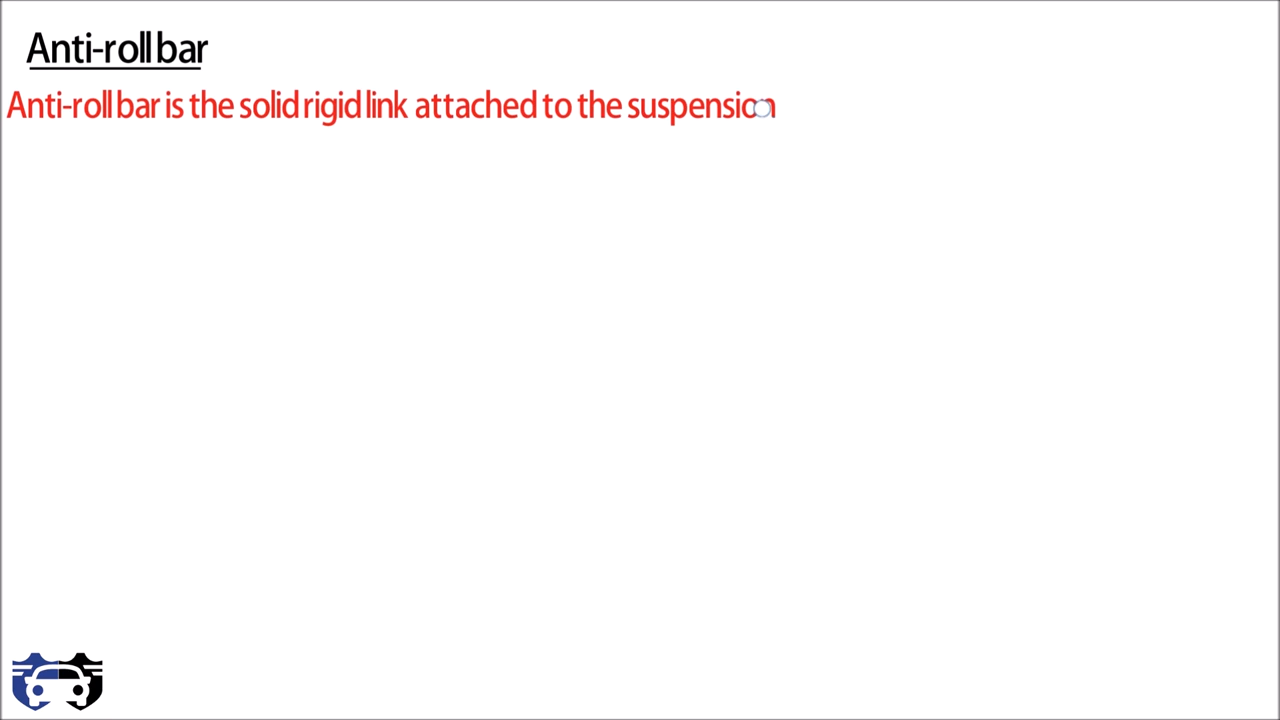 Anti-roll bar
Anti-roll bar is the solid rigid link attached to the suspension